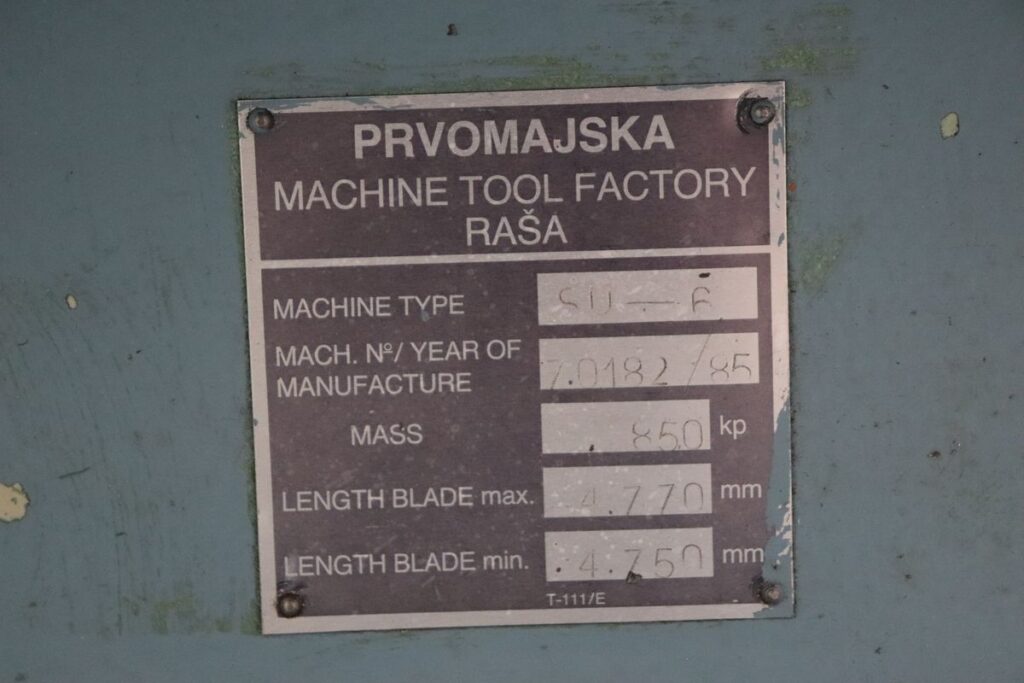 PRVOMAJSKA
MACHINE TOOL FACTORY
RAŠA
MACHINE TYPE SU - 6
MACH. Nº/ YEAR OF
MANUFACTURE 7.0182 / 85
MASS 850 kp
LENGTH BLADE max. 4.770 mm
LENGTH BLADE min. 4.750 mm
T-111/E